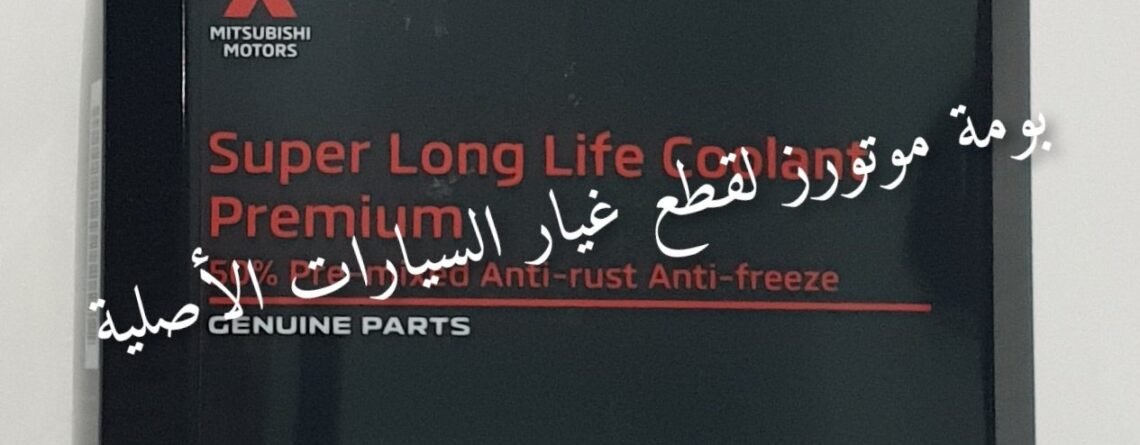 MITSUBISHI
MOTORS
Super Long Life Coolant
Premium
50% Pre-mixed Anti-rust Anti-freeze
GENUINE PARTS
بومة موتورز لقطع غيار السيارات الأصلية